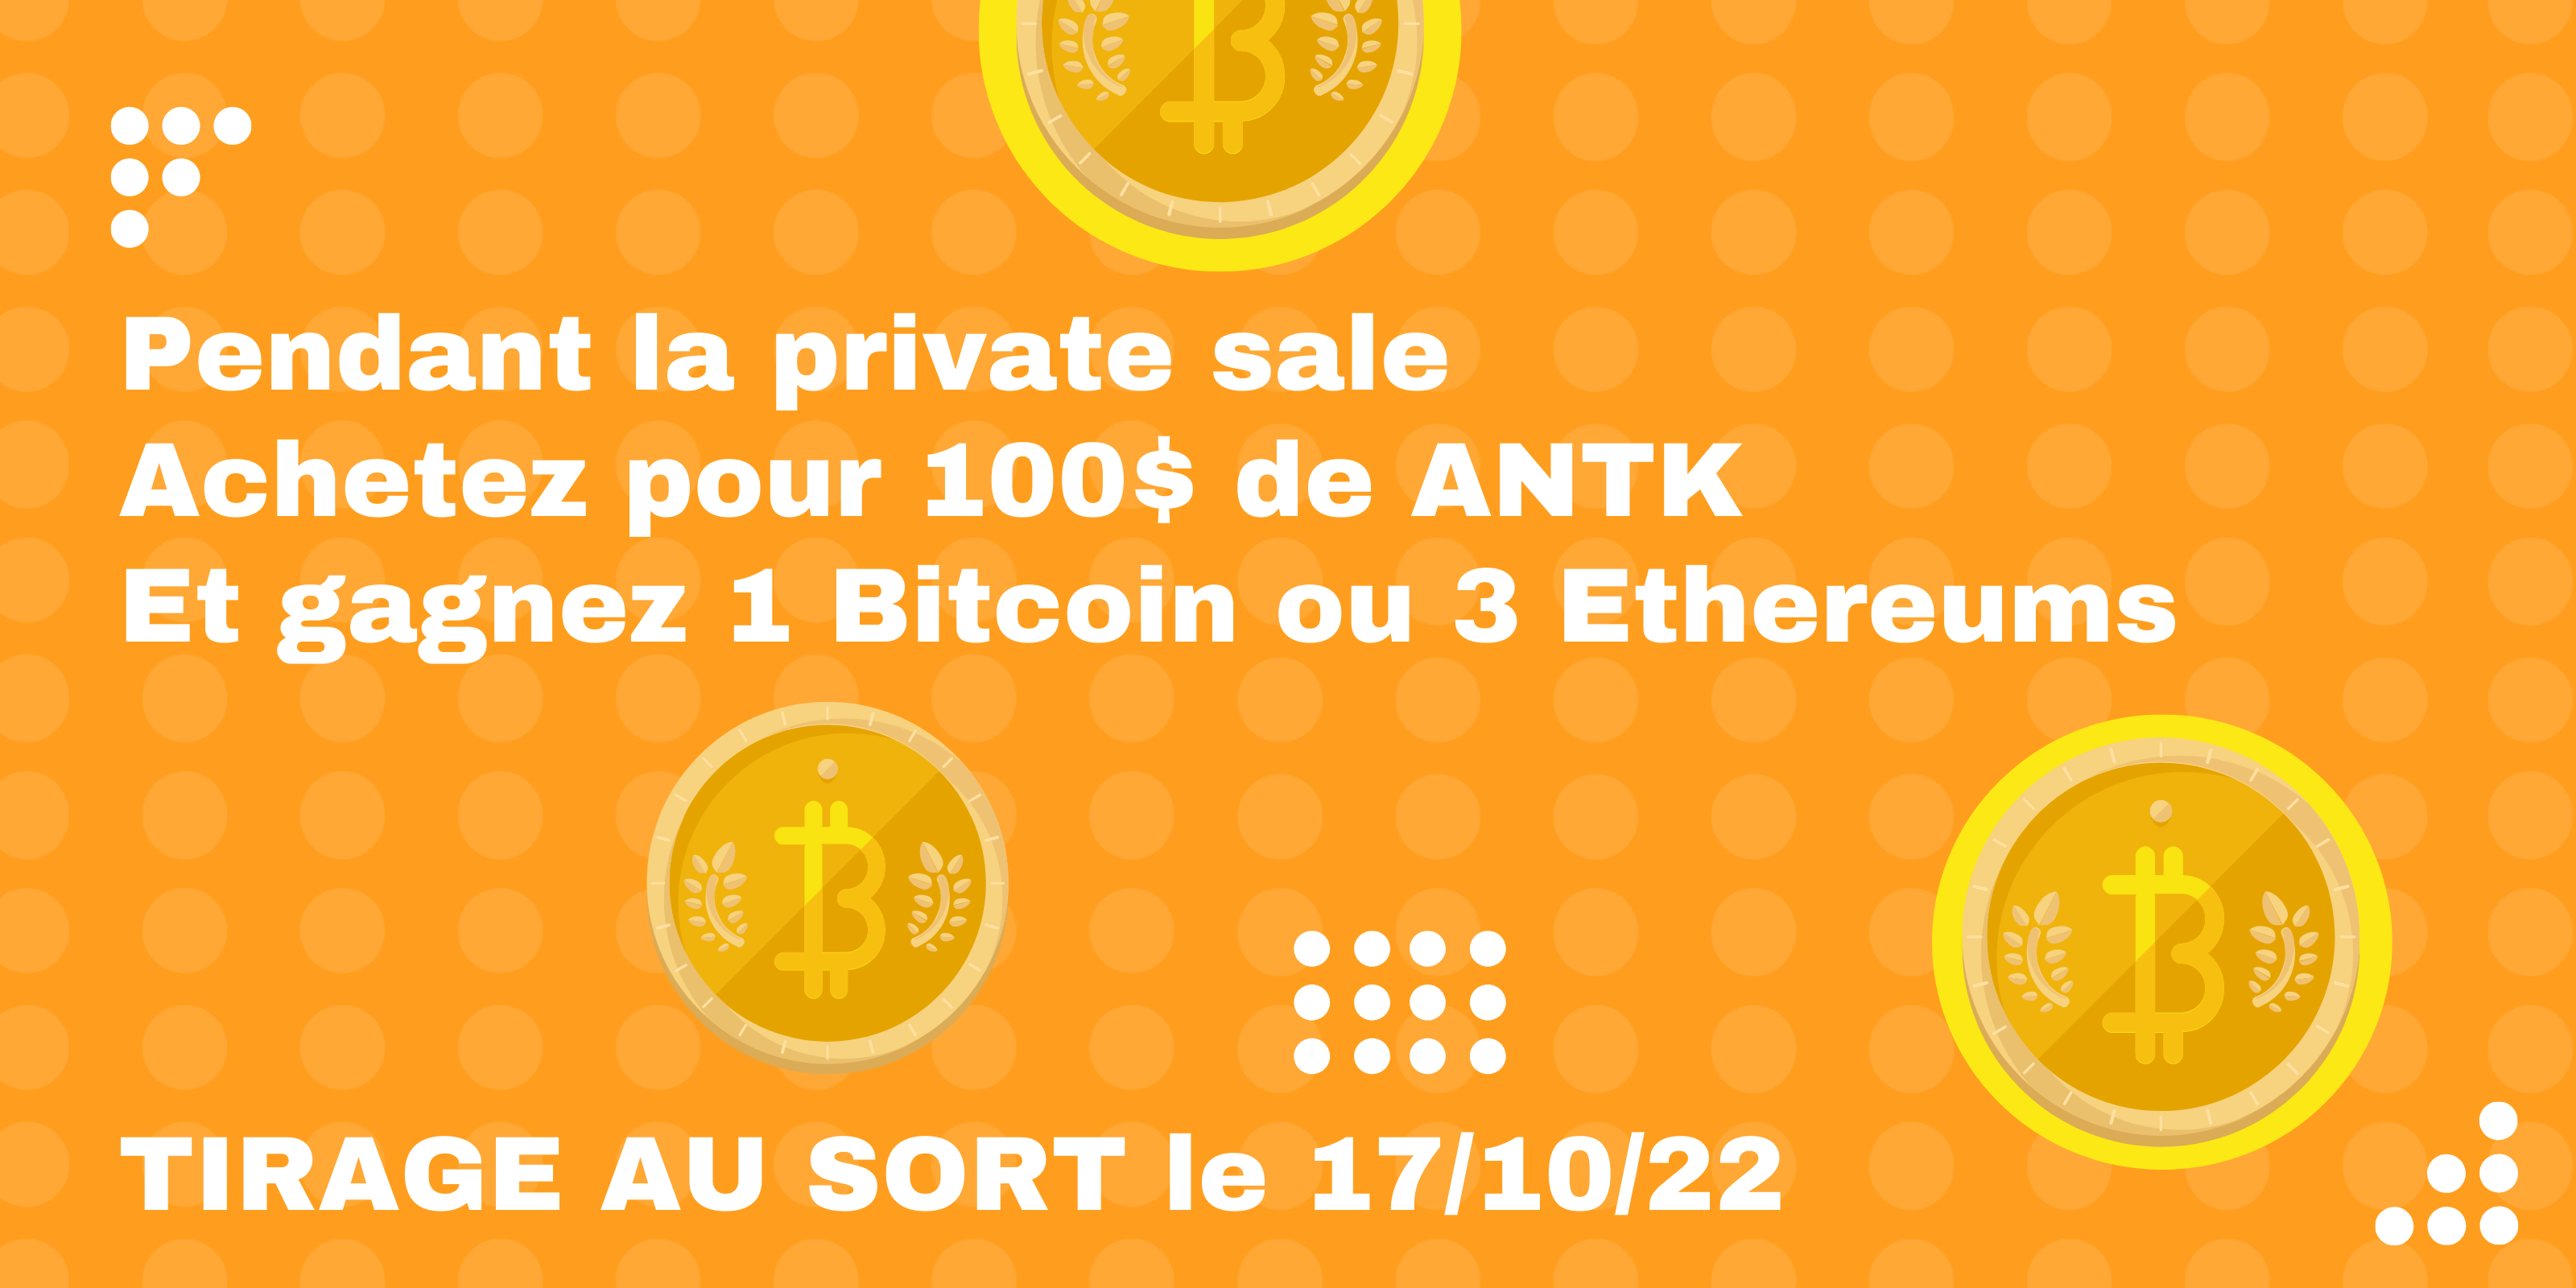 Pendant la private sale
Achetez pour 100$ de ANTK
Et gagnez 1 Bitcoin ou 3 Ethereums
TIRAGE AU SORT le 17/10/22